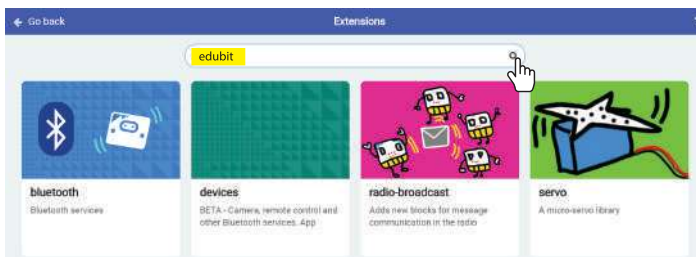 Go back
Extensions
edubit
bluetooth
Bluetooth services
devices
BETA - Camera, remote control and
other Bluetooth services. App
radio-broadcast
Adds new blocks for message
communication in the radio
servo
A micro-servo library